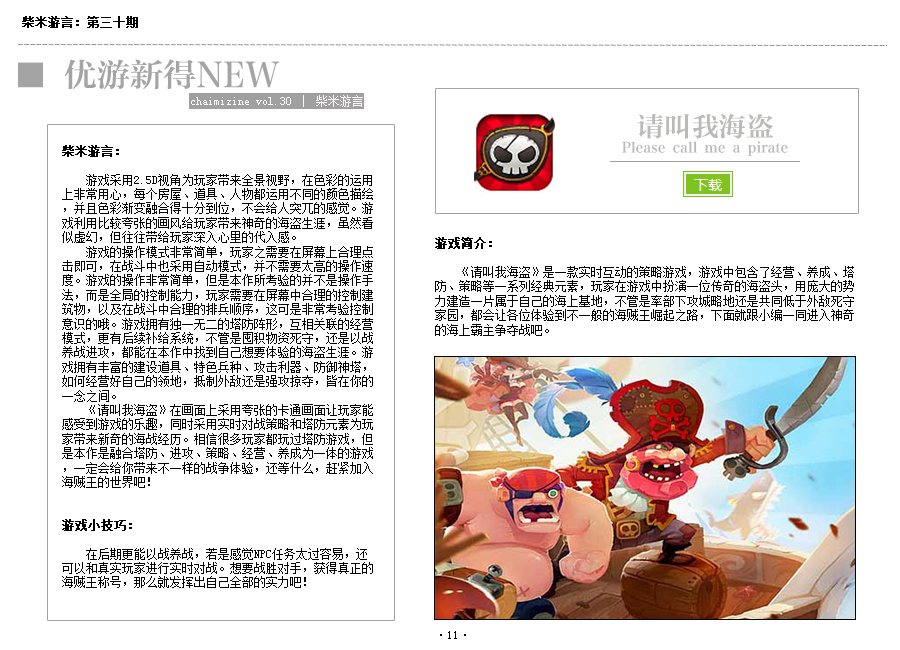 柴米游言：第三十期
优游新得NEW
chaimizine vol.30 | 柴米游言
柴米游言：
游戏采用2.5D视角为玩家带来全景视野，在色彩的运用
上非常用心，每个房屋、道具、人物都运用不同的颜色描绘
，并且色彩渐变融合得十分到位，不会给人突兀的感觉。游
戏利用比较夸张的画风给玩家带来神奇的海盗生涯，虽然看
似虚幻，但往往带给玩家深入心里的代入感。
游戏的操作模式非常简单，玩家之需要在屏幕上合理点
击即可，在战斗中也采用自动模式，并不需要太高的操作速
度。游戏的操作非常简单，但是本作所考验的并不是操作手
法，而是全局的控制能力，玩家需要在屏幕中合理的控制建
筑物，以及在战斗中合理的排兵顺序，这可是非常考验控制
意识的哦。游戏拥有独一无二的塔防阵形，互相关联的经营
模式，更有后续补给系统，不管是囤积物资死守，还是以战
养战进攻，都能在本作中找到自己想要体验的海盗生涯。游
戏拥有丰富的建设道具、特色兵种、攻击利器、防御神塔，
如何经营好自己的领地，抵制外敌还是强攻掠夺，皆在你的
一念之间。
《请叫我海盗》在画面上采用夸张的卡通画面让玩家能
感受到游戏的乐趣，同时采用实时对战策略和塔防元素为玩
家带来新奇的海战经历。相信很多玩家都玩过塔防游戏，但
是本作是融合塔防、进攻、策略、经营、养成为一体的游戏
，一定会给你带来不一样的战争体验，还等什么，赶紧加入
海贼王的世界吧！
游戏小技巧：
在后期更能以战养战，若是感觉NPC任务太过容易，还
可以和真实玩家进行实时对战。想要战胜对手，获得真正的
海贼王称号，那么就发挥出自己全部的实力吧！
请叫我海盗
Please call me a pirate
下载
游戏简介：
《请叫我海盗》是一款实时互动的策略游戏，游戏中包含了经营、养成、塔
防、策略等一系列经典元素，玩家在游戏中扮演一位传奇的海盗头，用庞大的势
力建造一片属于自己的海上基地，不管是率部下攻城略地还是共同低于外敌死守
家园，都会让各位体验到不一般的海贼王崛起之路，下面就跟小编一同进入神奇
的海上霸主争夺战吧。
·11·